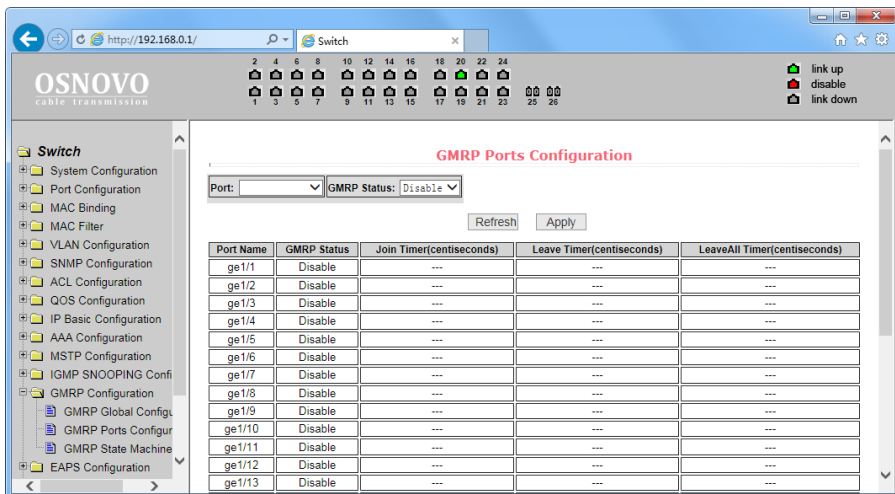 http://192.168.0.1/
Switch
OSNOVO
cable transmission
2 4 6 8 10 12 14 16 18 20 22 24
1 3 5 7 9 11 13 15 17 19 21 23 25 26
link up
disable
link down
Switch
System Configuration
Port Configuration
MAC Binding
MAC Filter
VLAN Configuration
SNMP Configuration
ACL Configuration
QOS Configuration
IP Basic Configuration
AAA Configuration
MSTP Configuration
IGMP SNOOPING Confi
GMRP Configuration
GMRP Global Configu
GMRP Ports Configur
GMRP State Machine
EAPS Configuration
GMRP Ports Configuration
Port: GMRP Status: Disable
Refresh Apply
Port Name GMRP Status Join Timer(centiseconds) Leave Timer(centiseconds) LeaveAll Timer(centiseconds)
ge1/1 Disable --- --- ---
ge1/2 Disable --- --- ---
ge1/3 Disable --- --- ---
ge1/4 Disable --- --- ---
ge1/5 Disable --- --- ---
ge1/6 Disable --- --- ---
ge1/7 Disable --- --- ---
ge1/8 Disable --- --- ---
ge1/9 Disable --- --- ---
ge1/10 Disable --- --- ---
ge1/11 Disable --- --- ---
ge1/12 Disable --- --- ---
ge1/13 Disable --- --- ---